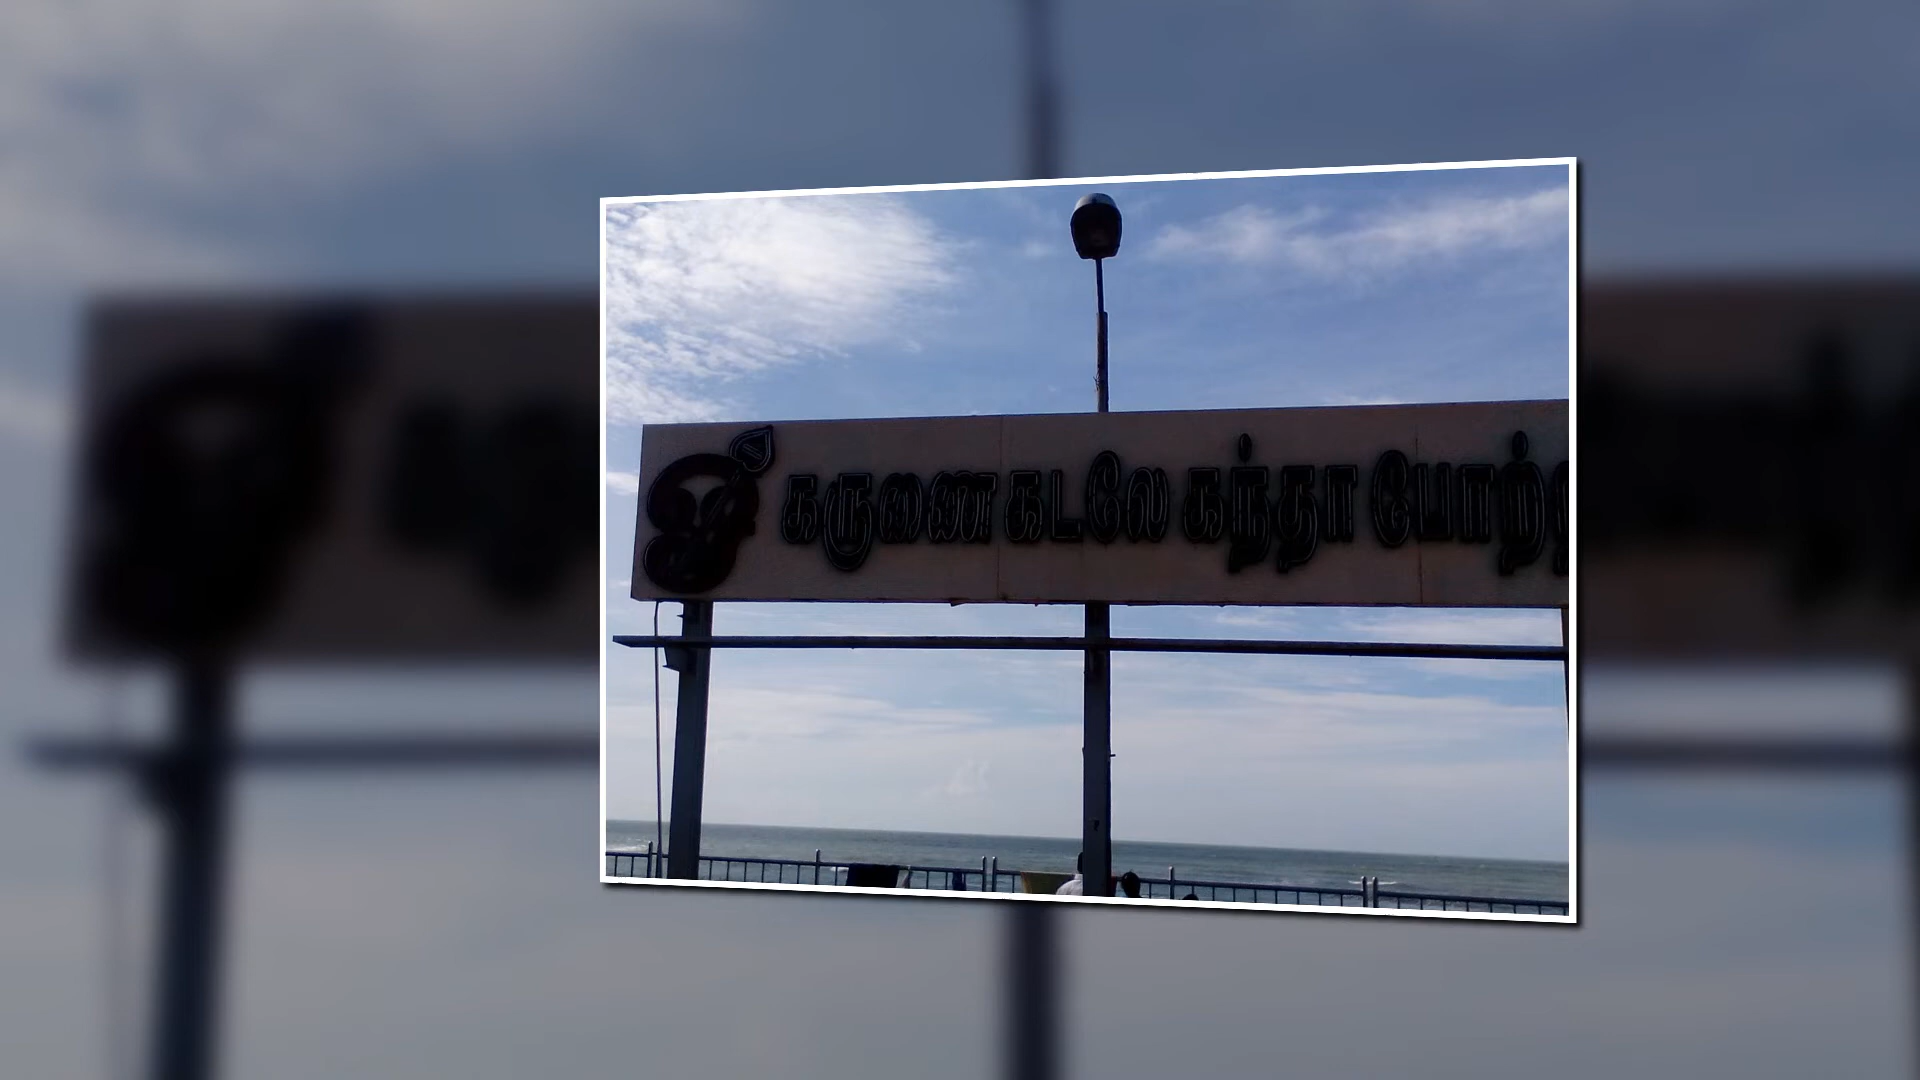 ஓ கருணை கடலே கந்தா போற்